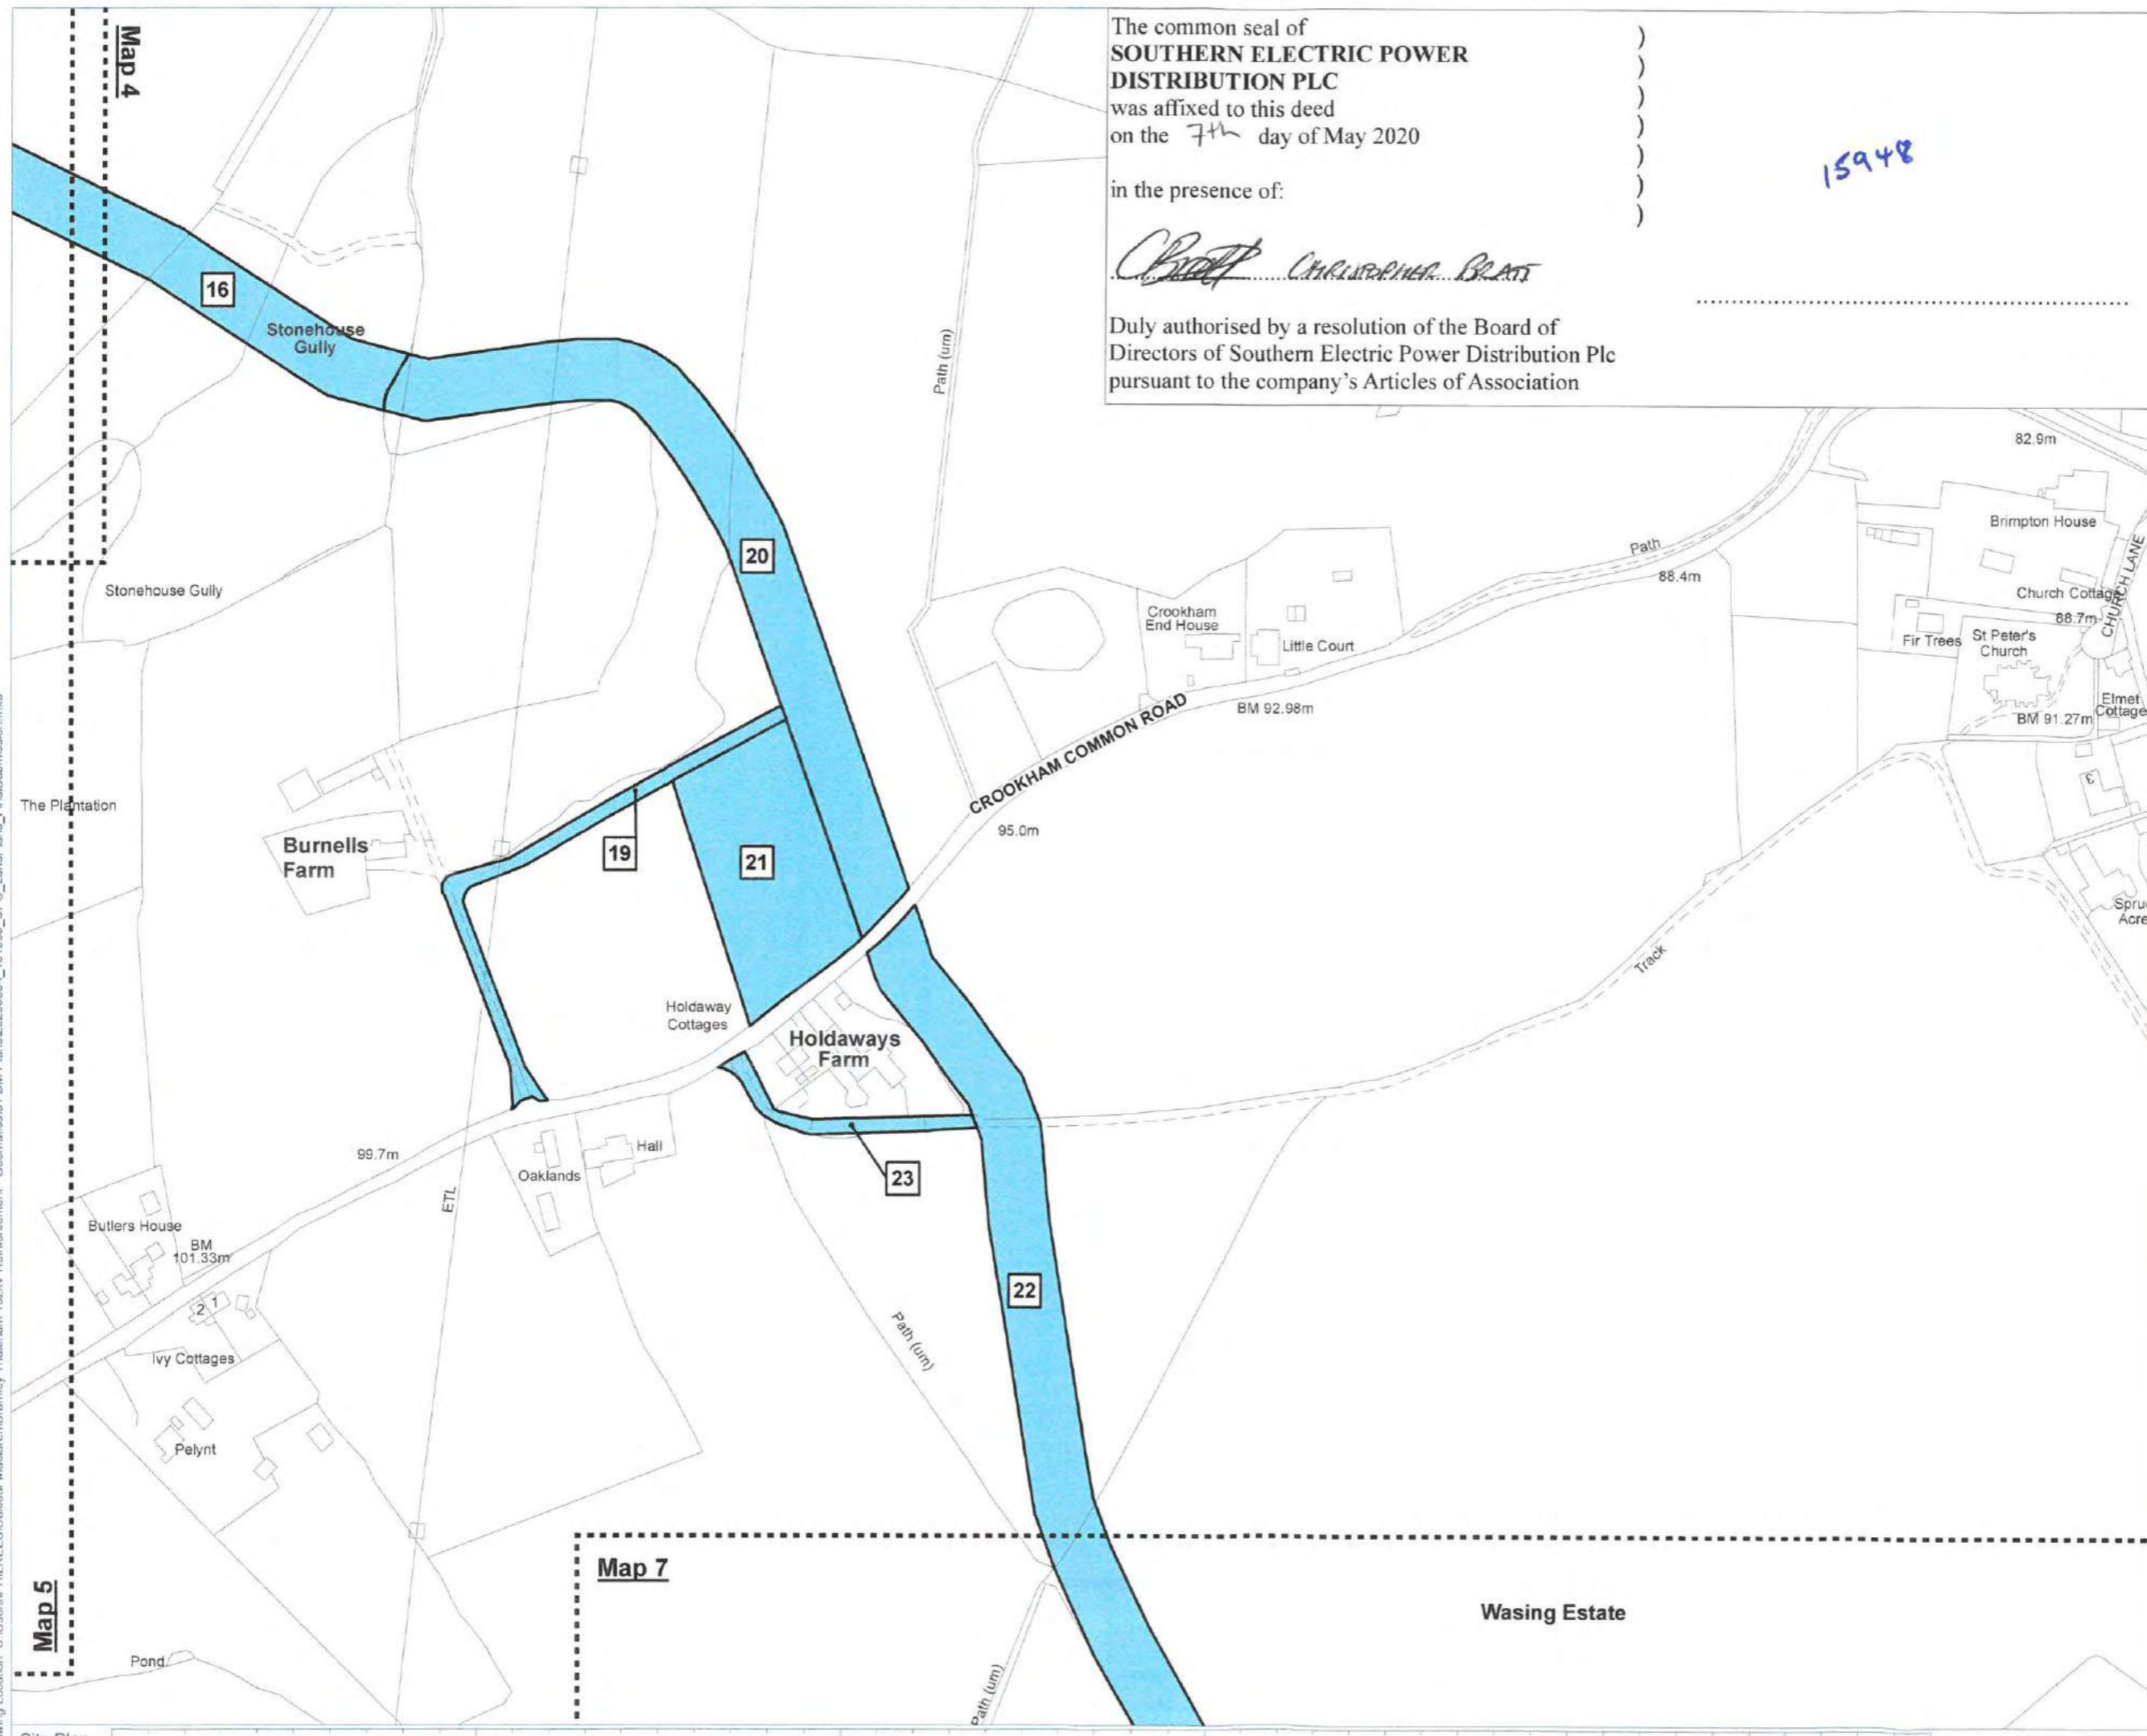 Map 4
The common seal of
SOUTHERN ELECTRIC POWER
DISTRIBUTION PLC
was affixed to this deed
on the 7th day of May 2020
in the presence of:
)
)
)
)
)
)
)
15948
Duly authorised by a resolution of the Board of
Directors of Southern Electric Power Distribution Plc
pursuant to the company's Articles of Association
16
Stonehouse
Gully
Path (um)
82.9m
Brimpton House
Path
88.4m
20
Stonehouse Gully
Crookham
End House
Little Court
Church Cottage
88.7m
CHURCH LANE
Fir Trees
St Peter's
Church
Elmet
Cottage
BM 91.27m
BM 92.98m
CROOKHAM COMMON ROAD
95.0m
3
The Plantation
Burnells
Farm
19
21
Acre
Track
Holdaway
Cottages
Holdaways
Farm
99.7m
Hall
Oaklands
23
ETL
Butlers House
BM
101.33m
22
2 1
Path (um)
Ivy Cottages
Pelynt
Map 7
Map 5
Wasing Estate
Pond
Path (um)